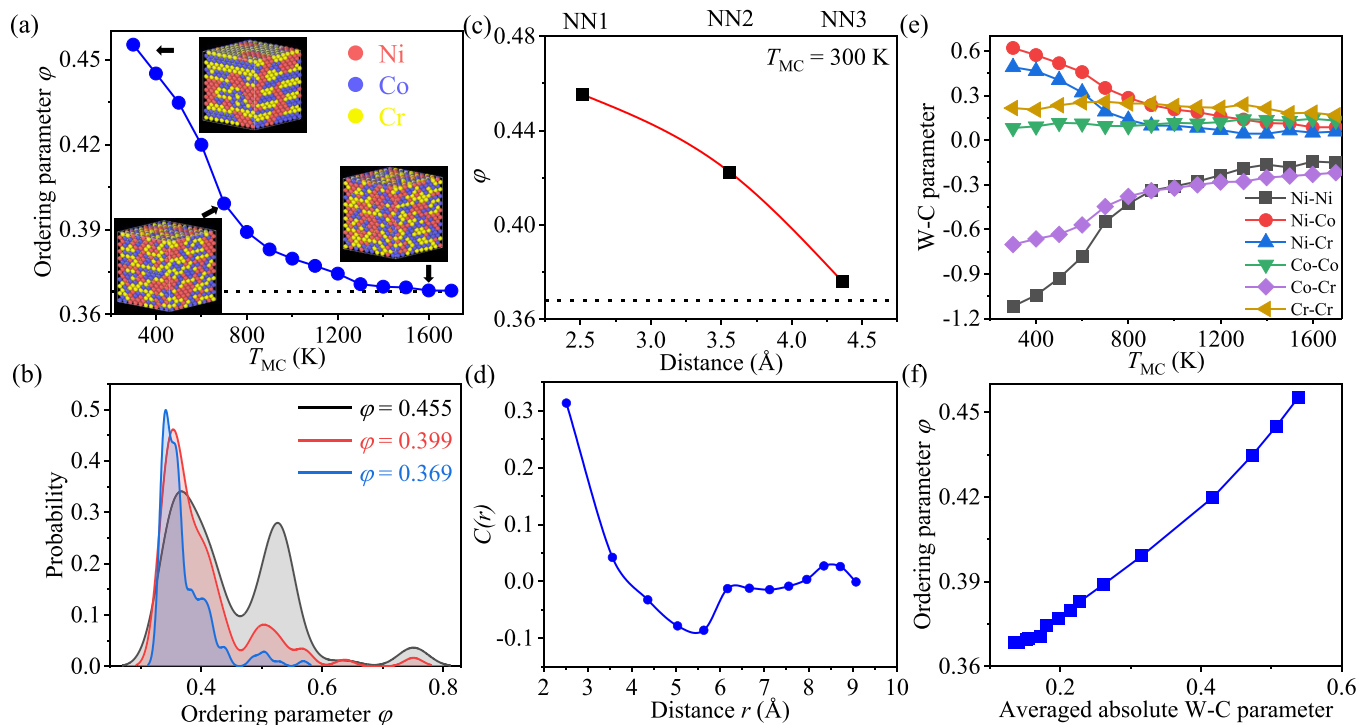 (a)
Ordering parameter φ
0.45
0.42
0.39
0.36
400
800
1200
1600
T_MC (K)
Ni
Co
Cr
(c)
NN1
NN2
NN3
T_MC = 300 K
φ
0.48
0.44
0.40
0.36
2.5
3.0
3.5
4.0
4.5
Distance (Å)
(e)
W-C parameter
0.6
0.3
0.0
-0.3
-0.6
-0.9
-1.2
Ni-Ni
Ni-Co
Ni-Cr
Co-Co
Co-Cr
Cr-Cr
400
800
1200
1600
T_MC (K)
(b)
Probability
0.5
0.4
0.3
0.2
0.1
0.0
φ = 0.455
φ = 0.399
φ = 0.369
0.4
0.6
0.8
Ordering parameter φ
(d)
C(r)
0.3
0.2
0.1
0.0
-0.1
2
3
4
5
6
7
8
9
10
Distance r (Å)
(f)
Ordering parameter φ
0.45
0.42
0.39
0.36
0.2
0.4
0.6
Averaged absolute W-C parameter